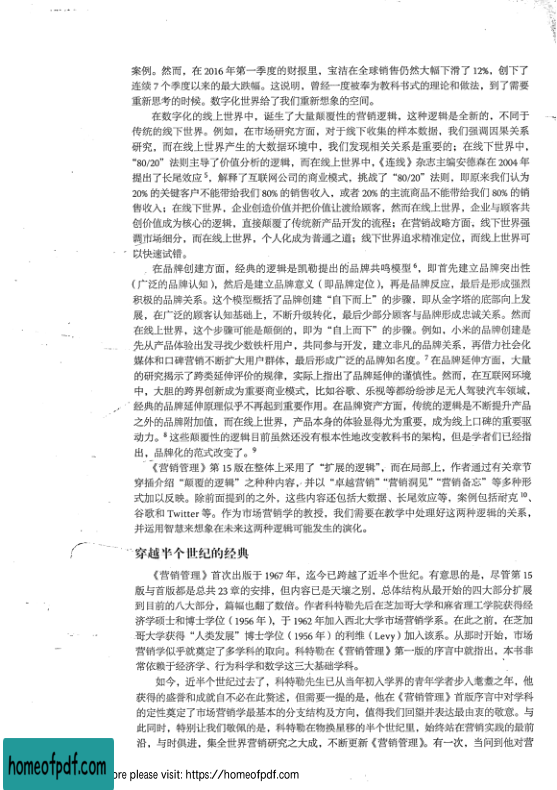 案例。然而，在 2016 年第一季度的财报里，宝洁在全球销售仍然大幅下滑了 12%，创下了
连续 7 个季度以来的最大跌幅。这说明，曾经一度被奉为教科书式的理论和做法，到了需要
重新思考的时候。数字化世界给了我们重新想象的空间。
在数字化的线上世界中，诞生了大量颠覆性的营销逻辑，这种逻辑是全新的，不同于
传统的线下世界。例如，在市场研究方面，对于线下收集的样本数据，我们强调因果关系
研究，而在线上世界产生的大数据环境中，我们发现相关关系是重要的；在线下世界中，
“80/20”法则主导了价值分析的逻辑，而在线上世界中，《连线》杂志主编安德森在 2004 年
提出了长尾效应5，解释了互联网公司的商业模式，挑战了“80/20”法则，即原来我们认为
20% 的关键客户不能带给我们 80% 的销售收入，或者 20% 的主流商品不能带给我们 80% 的销
售收入；在线下世界，企业创造价值并把价值让渡给顾客，然而在线上世界，企业与顾客共
创价值成为核心的逻辑，直接颠覆了传统新产品开发的流程；在营销战略方面，线下世界强
调市场细分，而在线上世界，个人化成为普通之道；线下世界追求精准定位，而线上世界可
以快速试错。
在品牌创建方面，经典的逻辑是凯勒提出的品牌共鸣模型6，即首先建立品牌突出性
（广泛的品牌认知），然后是建立品牌意义（即品牌定位），再是品牌反应，最后是形成强烈
积极的品牌关系。这个模型概括了品牌创建“自下而上”的步骤，即从金字塔的底部向上发
展，在广泛的顾客认知基础上，不断升级转化，最后少部分顾客与品牌形成忠诚关系。然而
在线上世界，这个步骤可能是颠倒的，即为“自上而下”的步骤。例如，小米的品牌创建是
先从产品体验出发寻找少数铁杆用户，共同参与开发，建立非凡的品牌关系，再借力社会化
媒体和口碑营销不断扩大用户群体，最后形成广泛的品牌知名度。7 在品牌延伸方面，大量
的研究揭示了跨类延伸评价的规律，实际上指出了品牌延伸的谨慎性。然而，在互联网环境
中，大胆的跨界创新成为重要商业模式，比如谷歌、乐视等都纷纷涉足无人驾驶汽车领域，
经典的品牌延伸原理似乎不再起到重要作用。在品牌资产方面，传统的逻辑是不断提升产品
之外的品牌附加值，而在线上世界，产品本身的体验显得尤为重要，成为线上口碑的重要驱
动力。8 这些颠覆性的逻辑目前虽然还没有根本性地改变教科书的架构，但是学者们已经指
出，品牌化的范式改变了。9
《营销管理》第 15 版在整体上采用了“扩展的逻辑”，而在局部上，作者通过有关章节
穿插介绍“颠覆的逻辑”之种种内容，并以“卓越营销”“营销洞见”“营销备忘”等多种形
式加以反映。除前面提到的之外，这些内容还包括大数据、长尾效应等，案例包括耐克10、
谷歌和 Twitter 等。作为市场营销学的教授，我们需要在教学中处理好这两种逻辑的关系，
并运用智慧来想象在未来这两种逻辑可能发生的演化。
穿越半个世纪的经典
《营销管理》首次出版于 1967 年，迄今已跨越了近半个世纪。有意思的是，尽管第 15
版与首版都是总共 23 章的安排，但内容已是天壤之别，总体结构从最开始的四大部分扩展
到目前的八大部分，篇幅也翻了数倍。作者科特勒先后在芝加哥大学和麻省理工学院获得经
济学硕士和博士学位（1956 年），于 1962 年加入西北大学市场营销学系。在此之前，在芝加
哥大学获得“人类发展”博士学位（1956 年）的利维（Levy）加入该系。从那时开始，市场
营销学似乎就奠定了多学科的取向。科特勒在《营销管理》第一版的序言中就指出，本书非
常依赖于经济学、行为科学和数学这三大基础学科。
如今，近半个世纪过去了，科特勒先生已从当年初入学界的青年学者步入耄耋之年，他
获得的盛誉和成就自不必在此赘述，但需要一提的是，他在《营销管理》首版序言中对学科
的定性奠定了市场营销学最基本的分支结构及方向，值得我们回望并表达最由衷的敬意。与
此同时，特别让我们敬佩的是，科特勒在物换星移的半个世纪里，始终站在营销实践的最前
沿，与时俱进，集全世界营销研究之大成，不断更新《营销管理》。有一次，当问到他对营
homeofpdf.com
ore please visit: https://homeofpdf.com